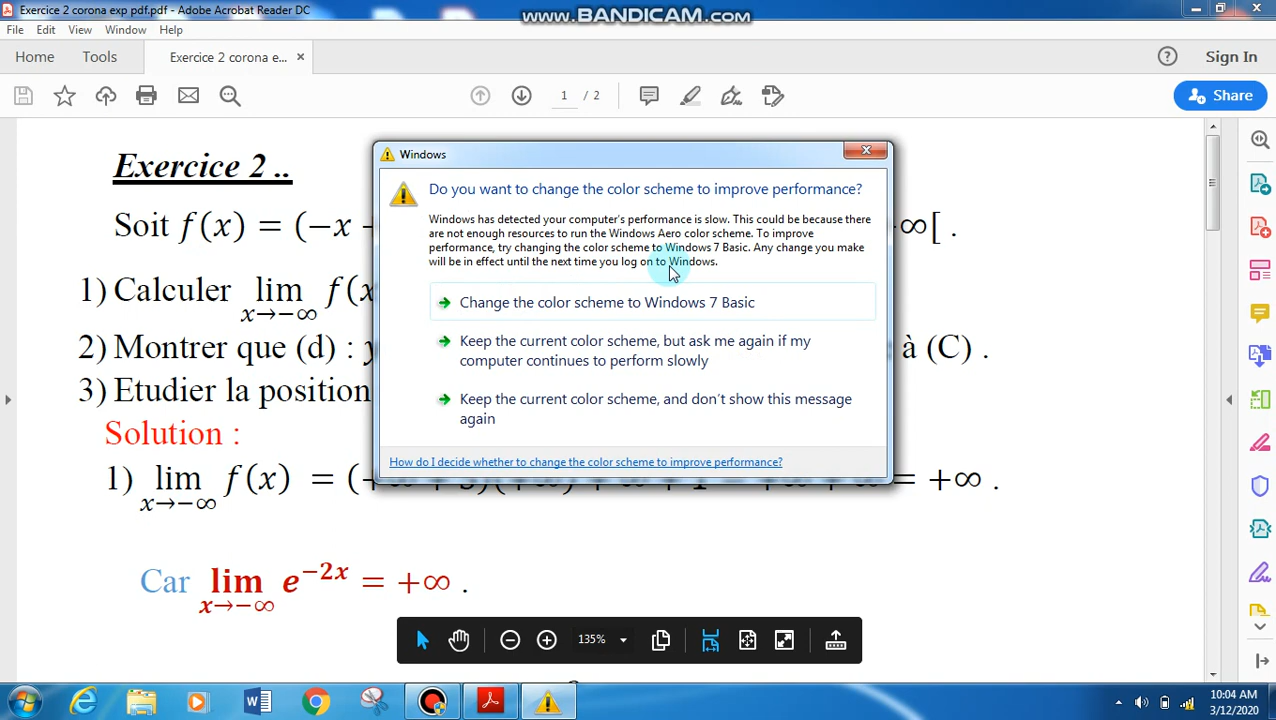 Exercice 2 corona exp pdf.pdf - Adobe Acrobat Reader DC
www.BANDICAM.com
File Edit View Window Help
Home Tools Exercice 2 corona e... × Sign In
1 / 2 Share
Exercice 2 ..
Soit f(x) = (−x ∞[ .
1) Calculer lim f(x
x→−∞
2) Montrer que (d) : à (C) .
3) Etudier la position
Solution :
1) lim f(x) = ( = +∞ .
x→−∞
Car lim e^{−2x} = +∞ .
x→−∞
Windows
Do you want to change the color scheme to improve performance?
Windows has detected your computer's performance is slow. This could be because there
are not enough resources to run the Windows Aero color scheme. To improve
performance, try changing the color scheme to Windows 7 Basic. Any change you make
will be in effect until the next time you log on to Windows.
Change the color scheme to Windows 7 Basic
Keep the current color scheme, but ask me again if my
computer continues to perform slowly
Keep the current color scheme, and don't show this message
again
How do I decide whether to change the color scheme to improve performance?
135%
10:04 AM
3/12/2020